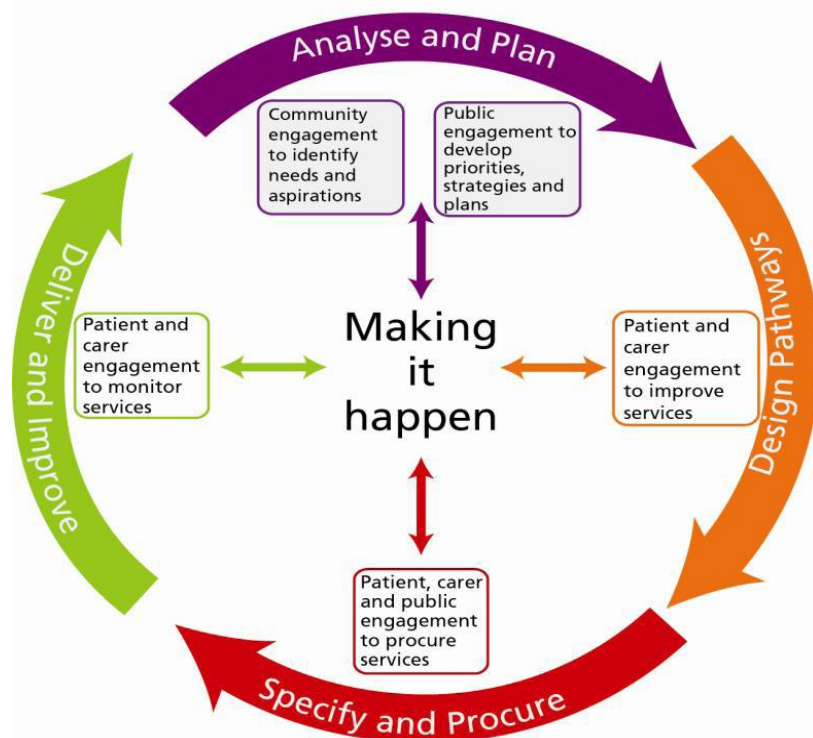 Analyse and Plan
Community
engagement
to identify
needs and
aspirations
Public
engagement to
develop
priorities,
strategies and
plans
Design Pathways
Patient and
carer
engagement
to improve
services
Specify and Procure
Patient, carer
and public
engagement
to procure
services
Deliver and Improve
Patient and
carer
engagement
to monitor
services
Making
it
happen